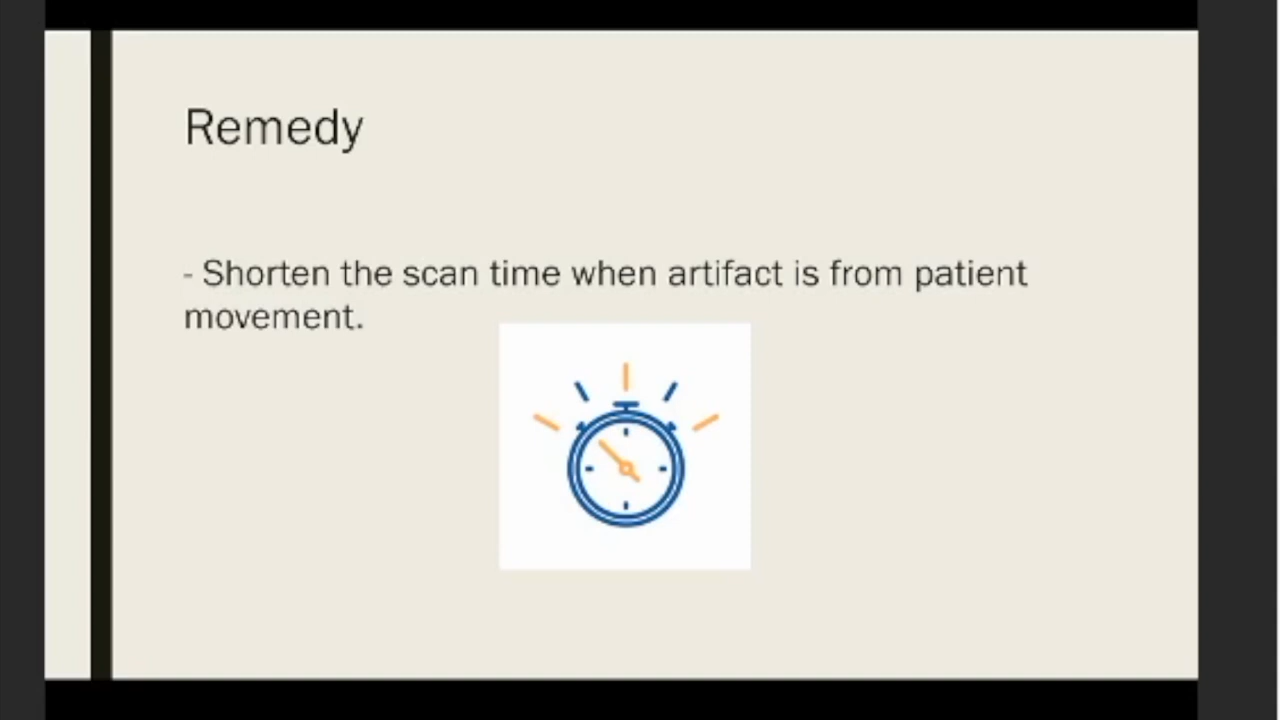 Remedy
- Shorten the scan time when artifact is from patient
movement.